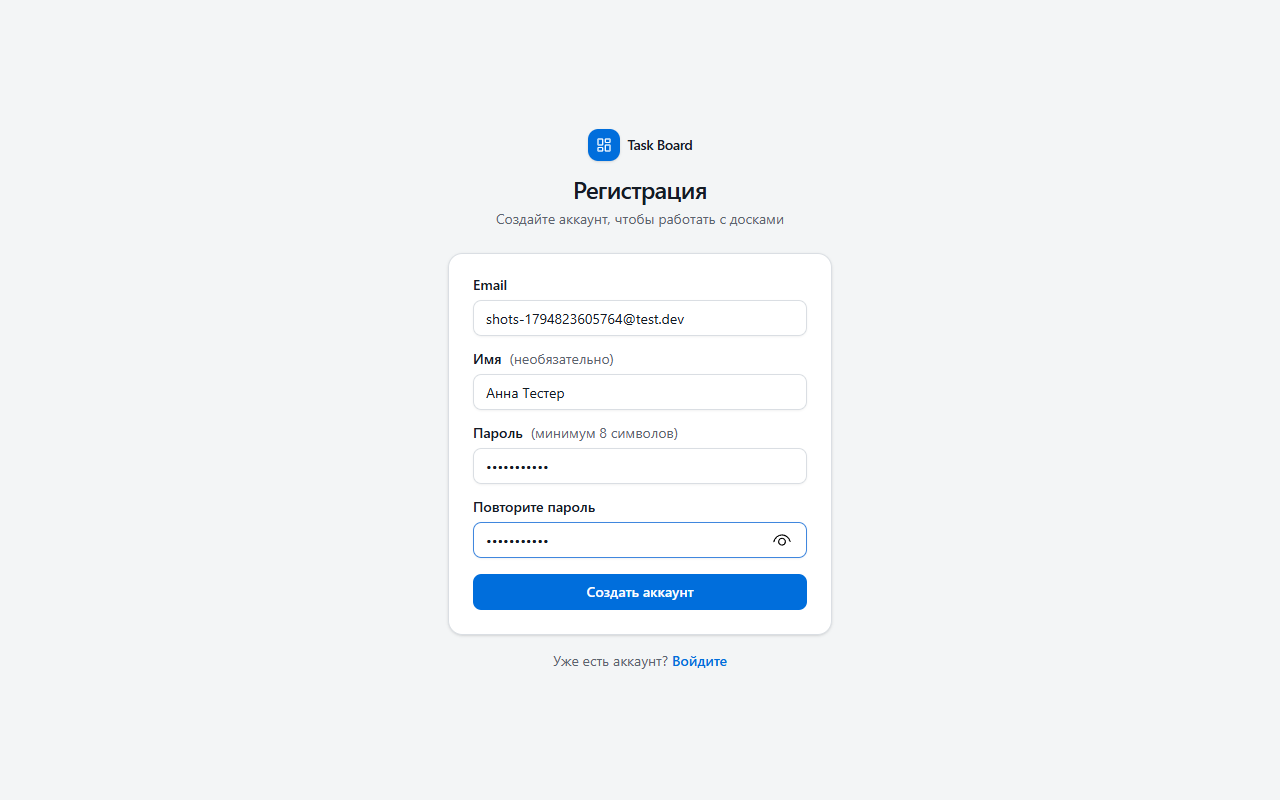 Task Board
Регистрация
Создайте аккаунт, чтобы работать с досками
Email
shots-1794823605764@test.dev
Имя (необязательно)
Анна Тестер
Пароль (минимум 8 символов)
•••••••••••
Повторите пароль
•••••••••••
Создать аккаунт
Уже есть аккаунт? Войдите